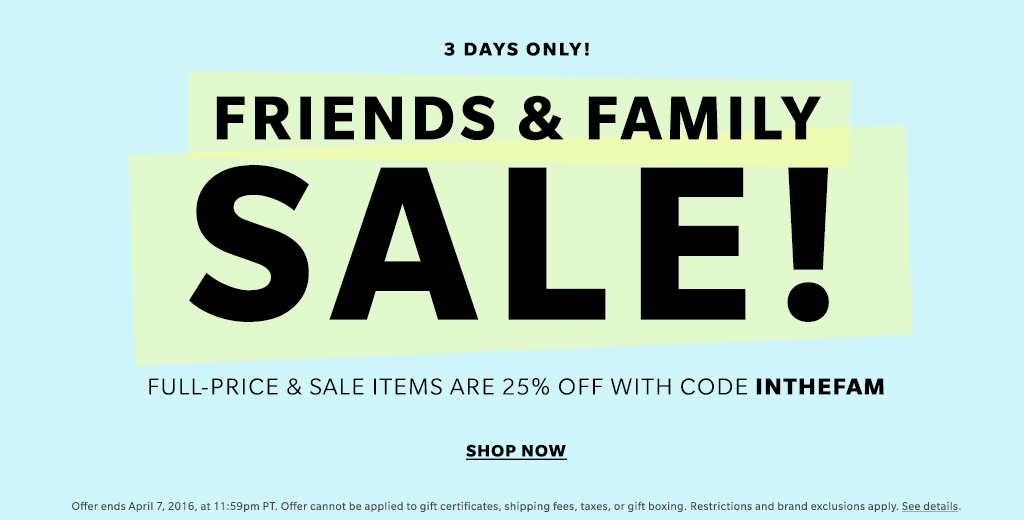 3 DAYS ONLY!
FRIENDS & FAMILY
SALE!
FULL-PRICE & SALE ITEMS ARE 25% OFF WITH CODE INTHEFAM
SHOP NOW
Offer ends April 7, 2016, at 11:59pm PT. Offer cannot be applied to gift certificates, shipping fees, taxes, or gift boxing. Restrictions and brand exclusions apply. See details.